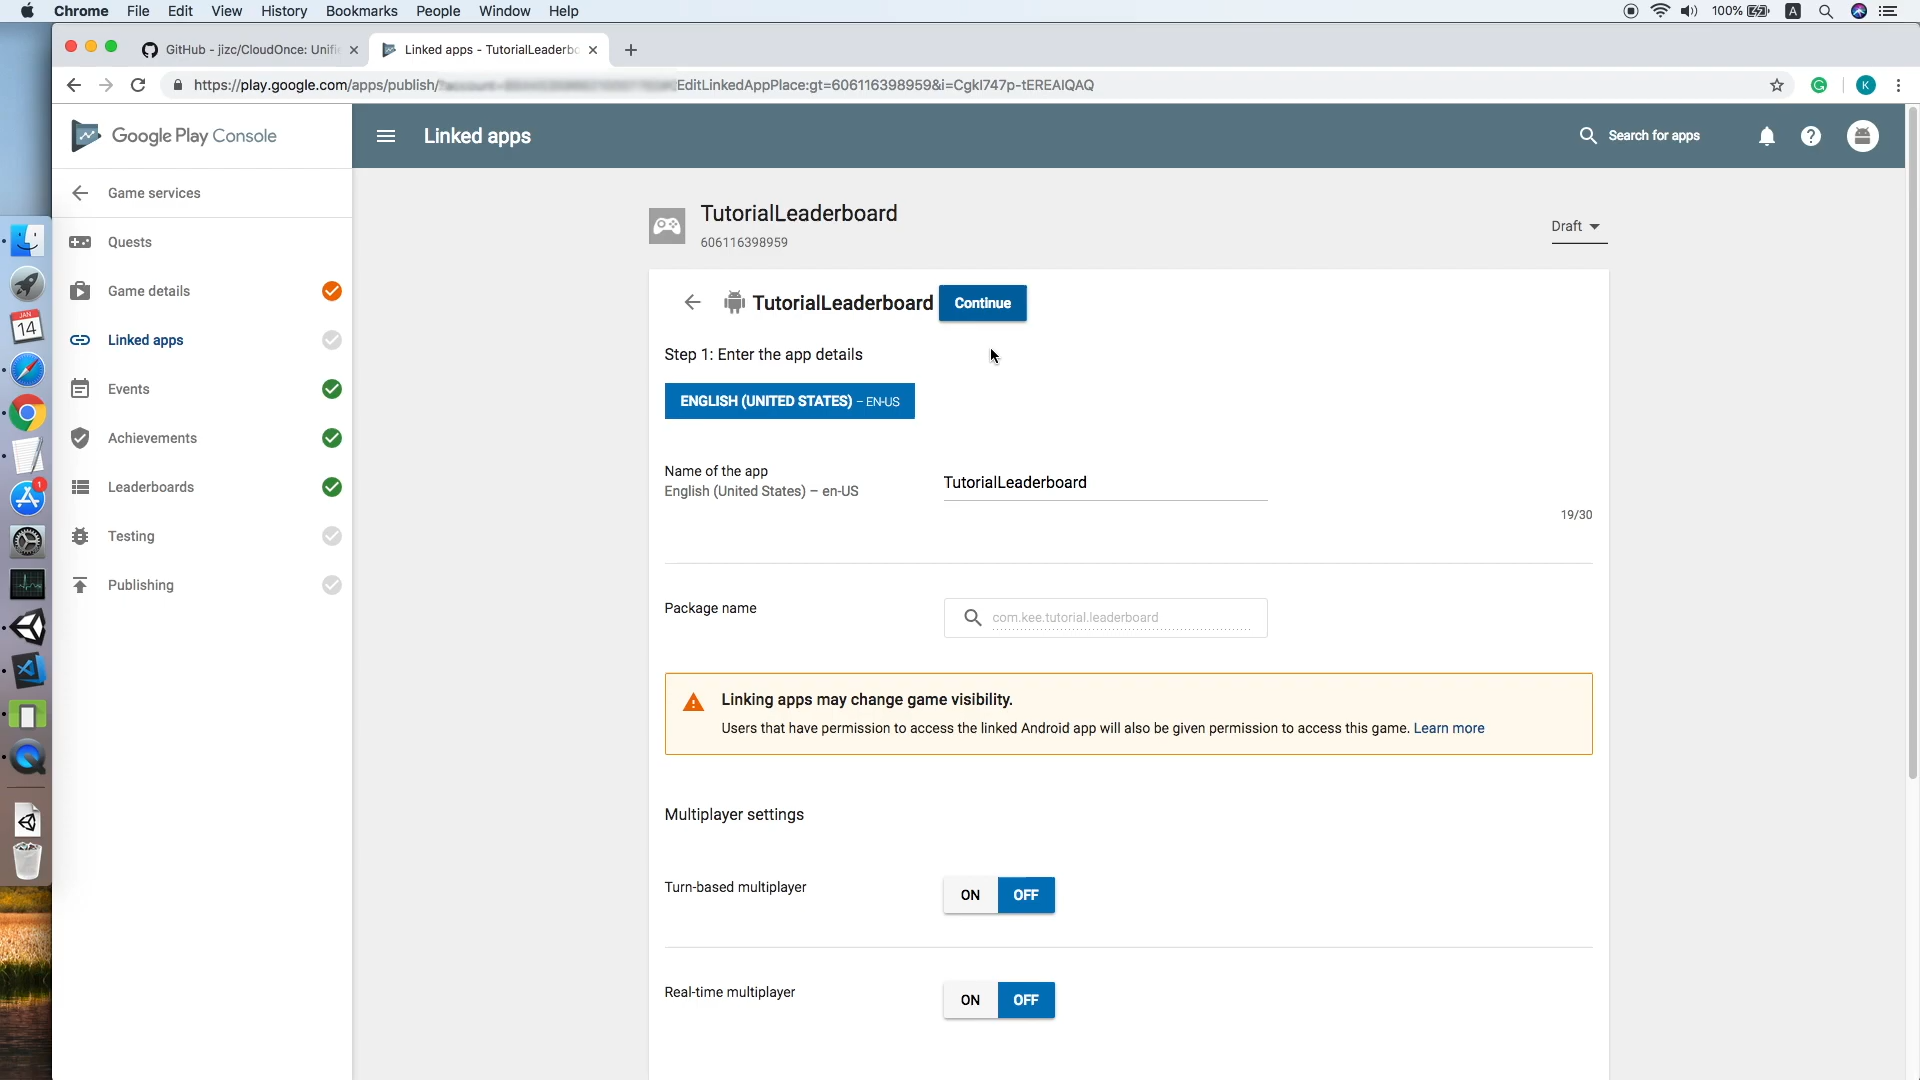 Chrome File Edit View History Bookmarks People Window Help 100% A
GitHub - jizc/CloudOnce: Unifi
Linked apps - TutorialLeaderbo
https://play.google.com/apps/publish/ EditLinkedAppPlace:gt=606116398959&i=CgkI747p-tEREAIQAQ
K
Google Play Console
Linked apps
Search for apps
Game services
Quests
Game details
Linked apps
Events
Achievements
Leaderboards
Testing
Publishing
JAN
14
1
TutorialLeaderboard
606116398959
Draft
TutorialLeaderboard Continue
Step 1: Enter the app details
ENGLISH (UNITED STATES) – EN-US
Name of the app
English (United States) – en-US
TutorialLeaderboard
19/30
Package name
com.kee.tutorial.leaderboard
Linking apps may change game visibility.
Users that have permission to access the linked Android app will also be given permission to access this game. Learn more
Multiplayer settings
Turn-based multiplayer
ON OFF
Real-time multiplayer
ON OFF